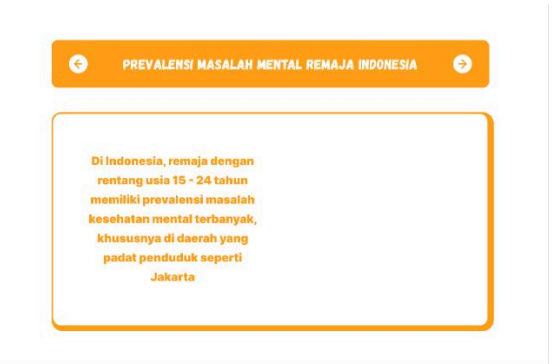 PREVALENSI MASALAH MENTAL REMAJA INDONESIA
Di Indonesia, remaja dengan
rentang usia 15 - 24 tahun
memiliki prevalensi masalah
kesehatan mental terbanyak,
khususnya di daerah yang
padat penduduk seperti
Jakarta